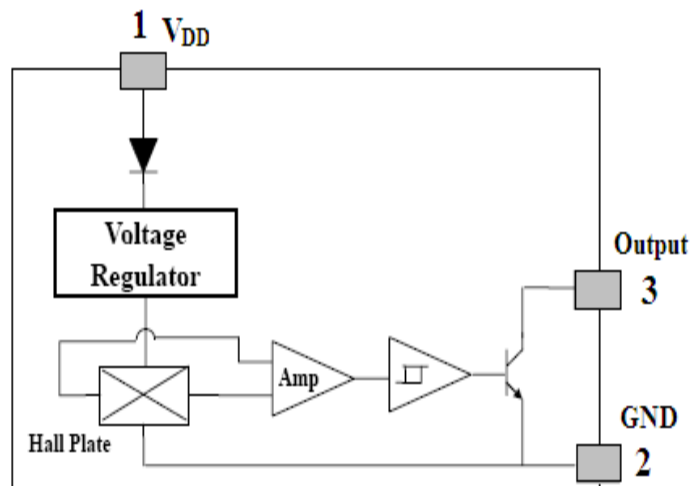 1 VDD
Voltage
Regulator
Output
3
Amp
GND
Hall Plate
2